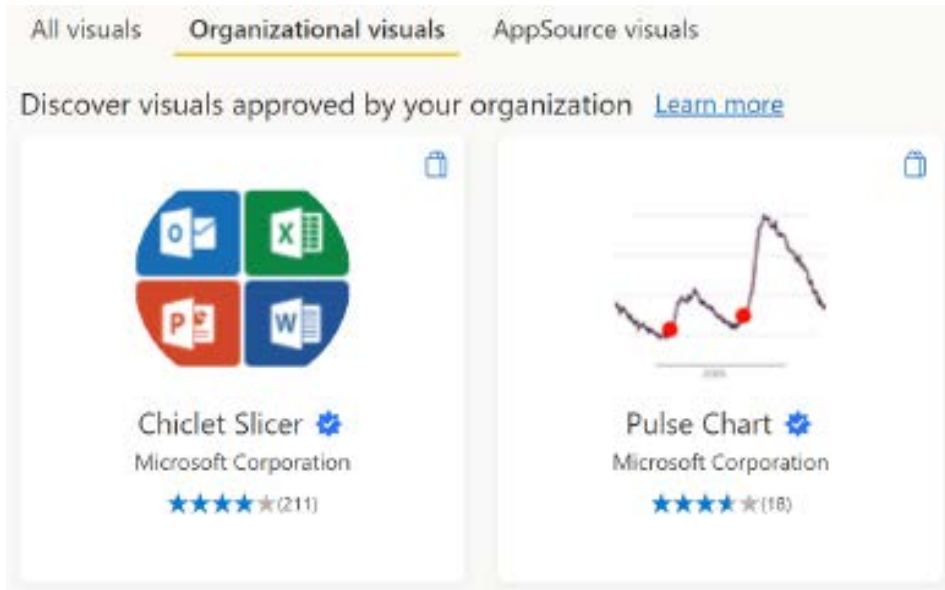 All visuals Organizational visuals AppSource visuals
Discover visuals approved by your organization Learn more
O X
P W
Chiclet Slicer
Microsoft Corporation
(211)
Pulse Chart
Microsoft Corporation
(18)